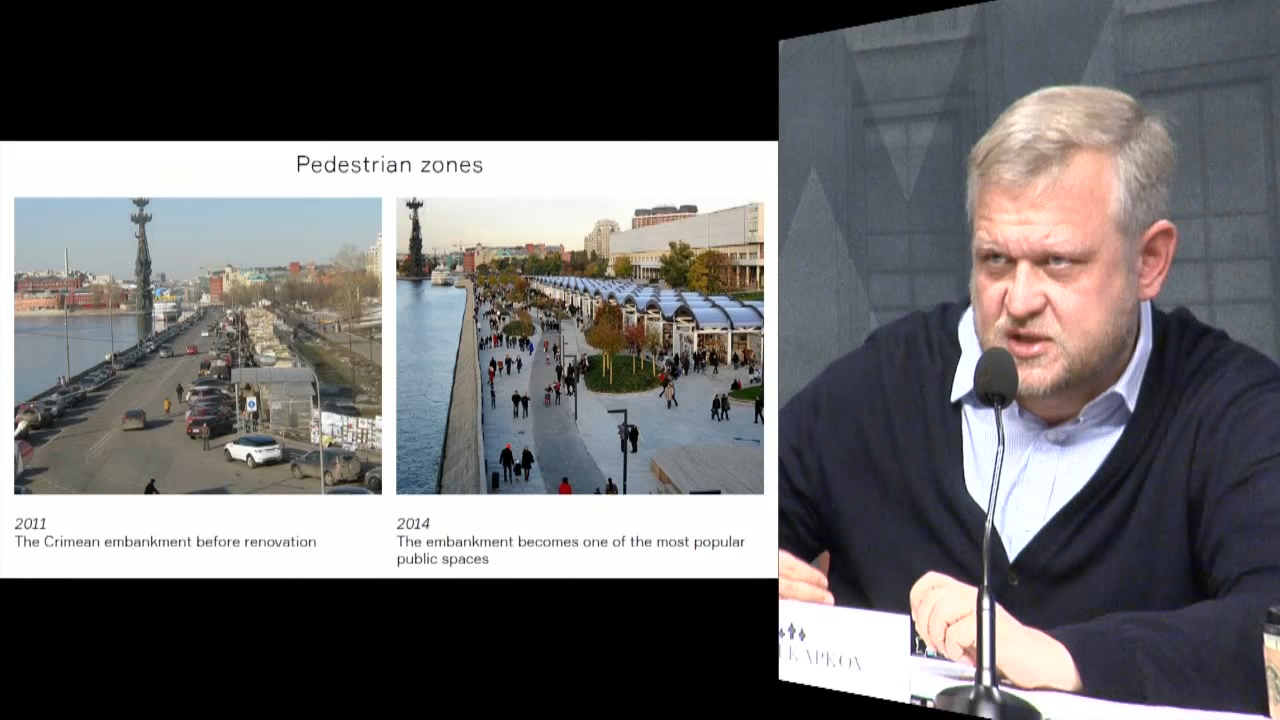 Pedestrian zones
2011
The Crimean embankment before renovation
2014
The embankment becomes one of the most popular
public spaces
KAPKOV